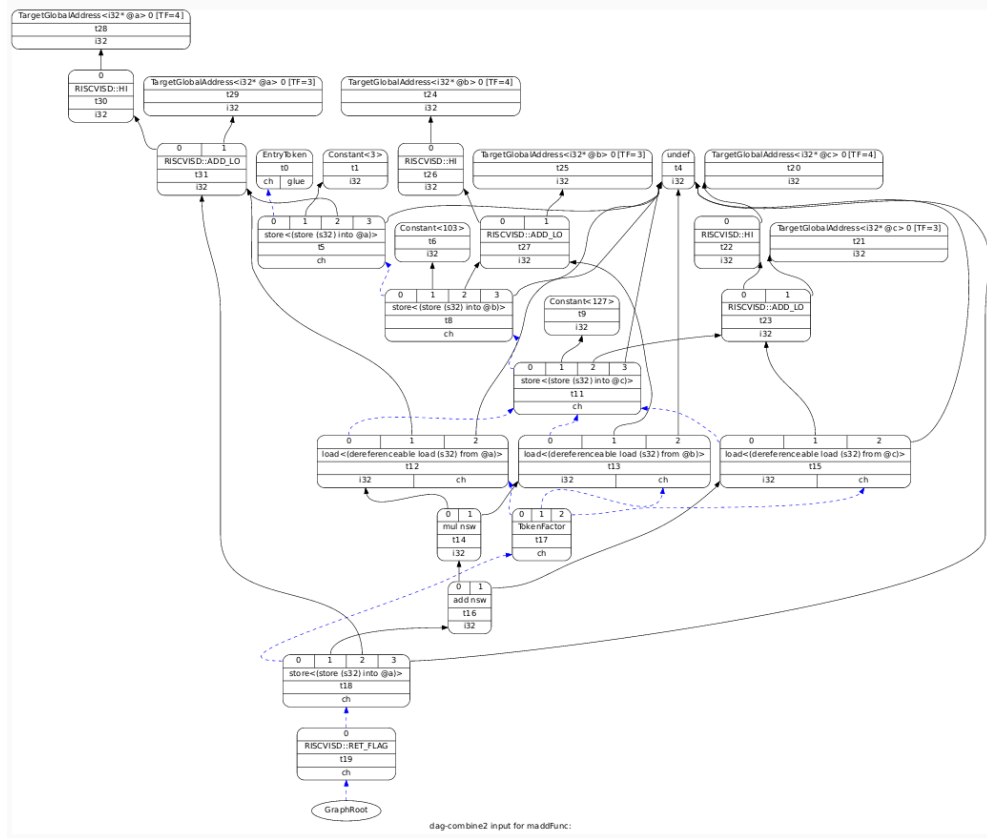 TargetGlobalAddress<i32* @a> 0 [TF=4]
t28
i32
0
RISCVISD::HI
t30
i32
TargetGlobalAddress<i32* @a> 0 [TF=3]
t29
i32
TargetGlobalAddress<i32* @b> 0 [TF=4]
t24
i32
0 1
RISCVISD::ADD_LO
t31
i32
EntryToken
t0
ch glue
Constant<3>
t1
i32
0
RISCVISD::HI
t26
i32
TargetGlobalAddress<i32* @b> 0 [TF=3]
t25
i32
undef
t4
i32
TargetGlobalAddress<i32* @c> 0 [TF=4]
t20
i32
0 1 2 3
store<(store (s32) into @a)>
t5
ch
Constant<103>
t6
i32
0 1
RISCVISD::ADD_LO
t27
i32
0
RISCVISD::HI
t22
i32
TargetGlobalAddress<i32* @c> 0 [TF=3]
t21
i32
0 1 2 3
store<(store (s32) into @b)>
t8
ch
Constant<127>
t9
i32
0 1
RISCVISD::ADD_LO
t23
i32
0 1 2 3
store<(store (s32) into @c)>
t11
ch
0 1 2
load<(dereferenceable load (s32) from @a)>
t12
i32 ch
0 1 2
load<(dereferenceable load (s32) from @b)>
t13
i32 ch
0 1 2
load<(dereferenceable load (s32) from @c)>
t15
i32 ch
0 1
mul nsw
t14
i32
0 1 2
TokenFactor
t17
ch
0 1
add nsw
t16
i32
0 1 2 3
store<(store (s32) into @a)>
t18
ch
0
RISCVISD::RET_FLAG
t19
ch
GraphRoot
dag-combine2 input for maddFunc: